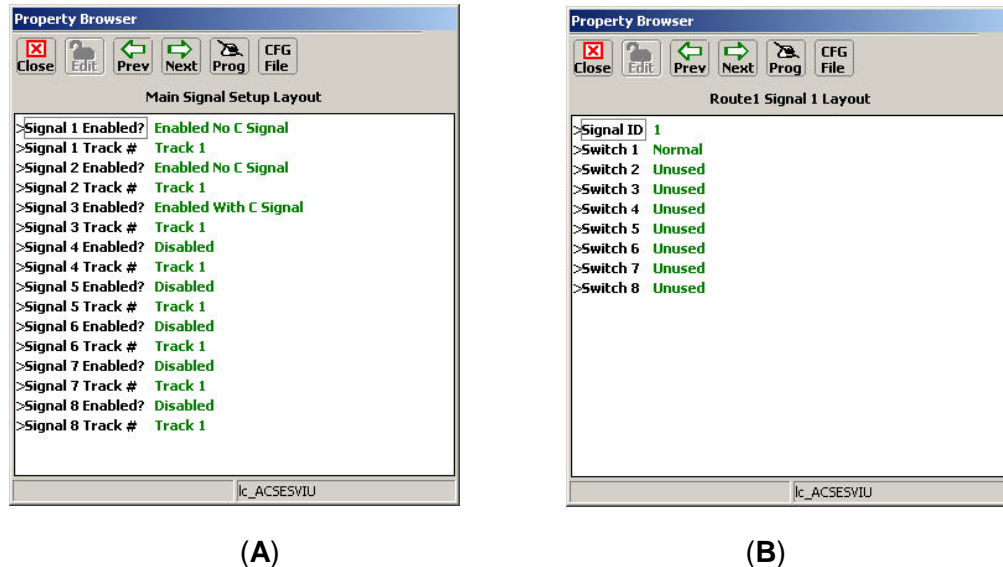 Property Browser
Close Edit Prev Next Prog CFG File
Main Signal Setup Layout
>Signal 1 Enabled? Enabled No C Signal
>Signal 1 Track # Track 1
>Signal 2 Enabled? Enabled No C Signal
>Signal 2 Track # Track 1
>Signal 3 Enabled? Enabled With C Signal
>Signal 3 Track # Track 1
>Signal 4 Enabled? Disabled
>Signal 4 Track # Track 1
>Signal 5 Enabled? Disabled
>Signal 5 Track # Track 1
>Signal 6 Enabled? Disabled
>Signal 6 Track # Track 1
>Signal 7 Enabled? Disabled
>Signal 7 Track # Track 1
>Signal 8 Enabled? Disabled
>Signal 8 Track # Track 1
lc_ACSESVIU
(A)
Property Browser
Close Edit Prev Next Prog CFG File
Route1 Signal 1 Layout
>Signal ID 1
>Switch 1 Normal
>Switch 2 Unused
>Switch 3 Unused
>Switch 4 Unused
>Switch 5 Unused
>Switch 6 Unused
>Switch 7 Unused
>Switch 8 Unused
lc_ACSESVIU
(B)